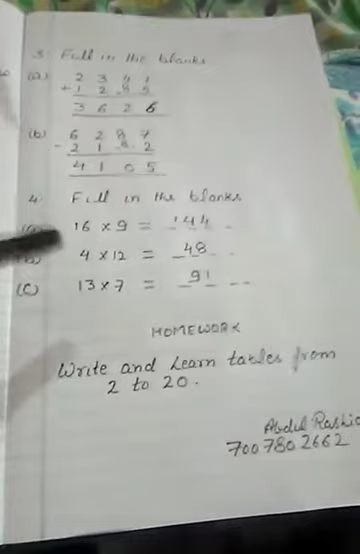 3. Fill in the blanks
(a) 2 3 4 1
+ 1 2 8 5
3 6 2 6
(b) 6 2 8 7
- 2 1 8 2
4 1 0 5
4. Fill in the blanks
16 × 9 = 144
4 × 12 = 48
(C) 13 × 7 = 91
HOMEWORK
Write and Learn tables from
2 to 20.
Abdul Rashid
7007802662